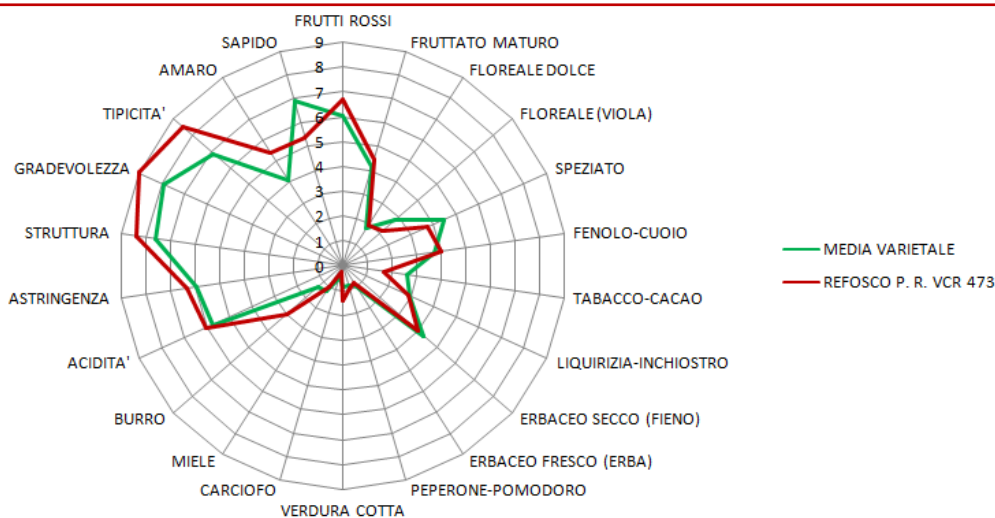 FRUTTI ROSSI
FRUTTATO MATURO
FLOREALE DOLCE
FLOREALE (VIOLA)
SPEZIATO
FENOLO-CUOIO
TABACCO-CACAO
LIQUIRIZIA-INCHIOSTRO
ERBACEO SECCO (FIENO)
ERBACEO FRESCO (ERBA)
PEPERONE-POMODORO
VERDURA COTTA
CARCIOFO
MIELE
BURRO
ACIDITA'
ASTRINGENZA
STRUTTURA
GRADEVOLEZZA
TIPICITA'
AMARO
SAPIDO
9
8
7
6
5
4
3
2
1
0
MEDIA VARIETALE
REFOSCO P. R. VCR 473